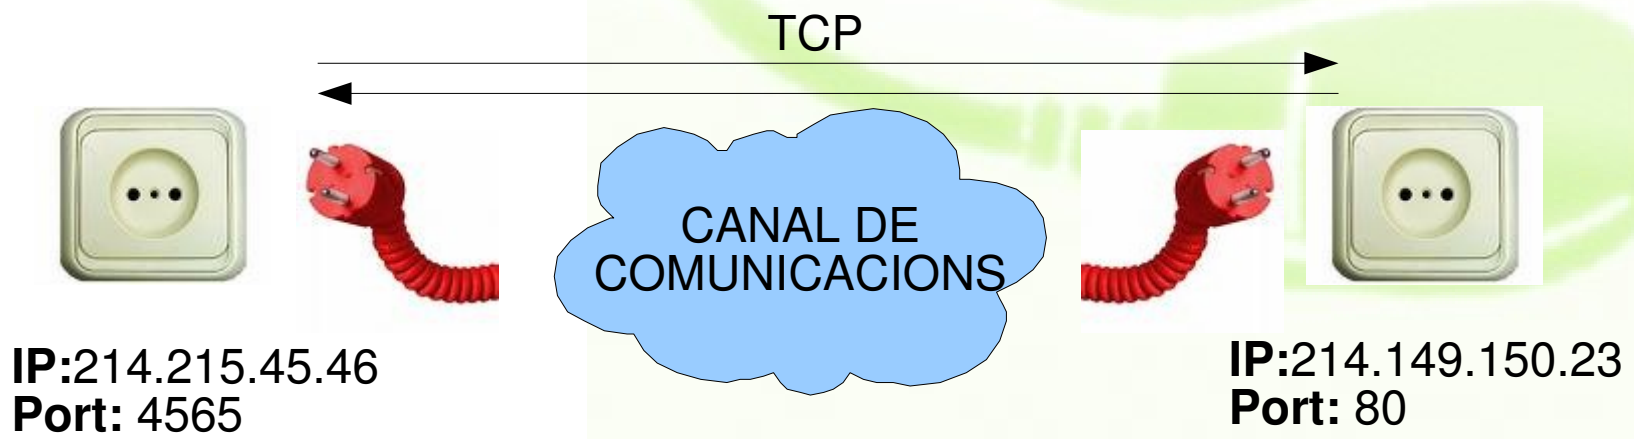 TCP
CANAL DE
COMUNICACIONS
IP:214.215.45.46
Port: 4565
IP:214.149.150.23
Port: 80